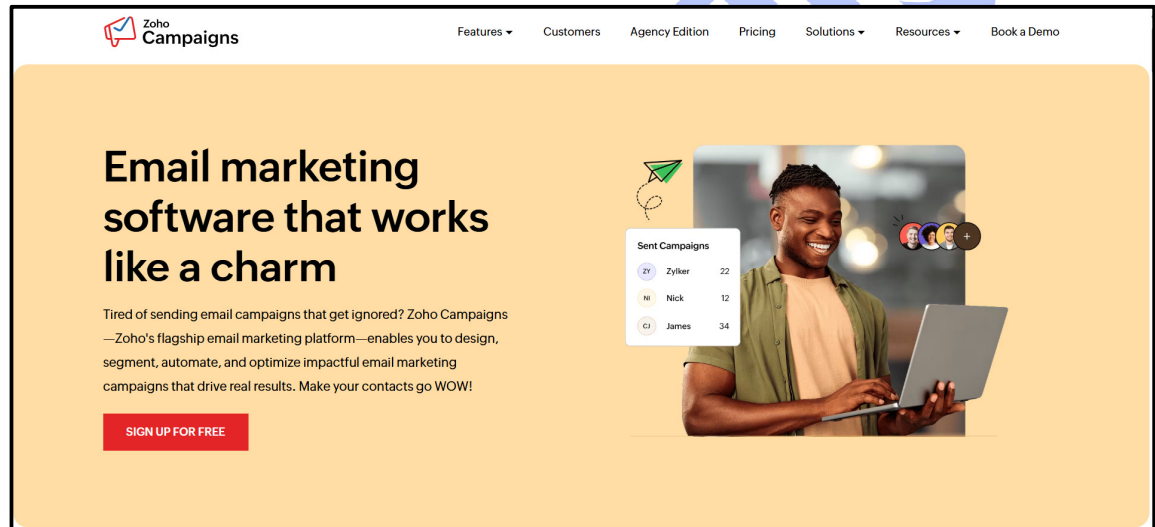 Zoho
Campaigns
Features
Customers
Agency Edition
Pricing
Solutions
Resources
Book a Demo
Email marketing
software that works
like a charm
Tired of sending email campaigns that get ignored? Zoho Campaigns
—Zoho's flagship email marketing platform—enables you to design,
segment, automate, and optimize impactful email marketing
campaigns that drive real results. Make your contacts go WOW!
SIGN UP FOR FREE
Sent Campaigns
ZY Zylker 22
NI Nick 12
CJ James 34
+